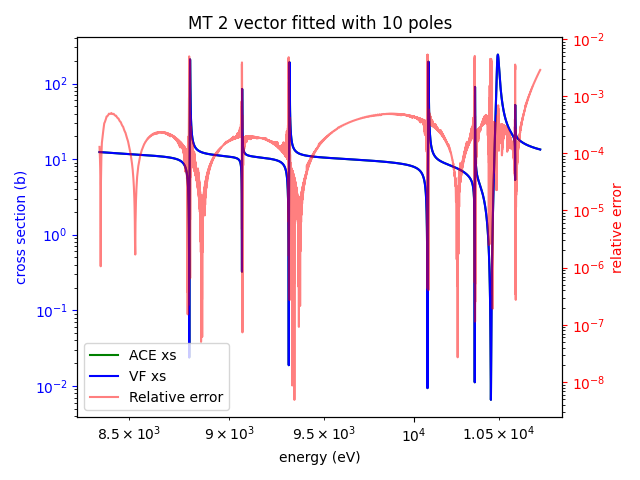 MT 2 vector fitted with 10 poles
cross section (b)
10²
10¹
10⁰
10⁻¹
10⁻²
10⁻²
10⁻³
10⁻⁴
10⁻⁵
10⁻⁶
10⁻⁷
10⁻⁸
relative error
ACE xs
VF xs
Relative error
8.5 × 10³ 9 × 10³ 9.5 × 10³ 10⁴ 1.05 × 10⁴
energy (eV)